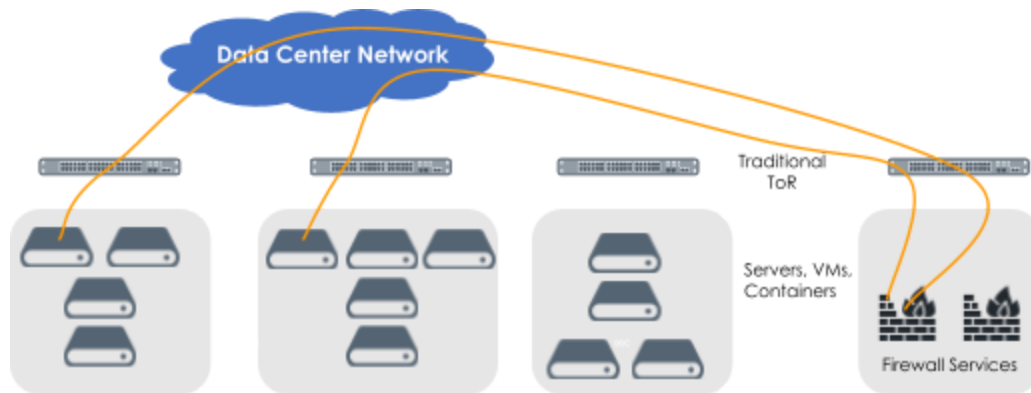 Data Center Network
Traditional
ToR
Servers, VMs,
Containers
Firewall Services